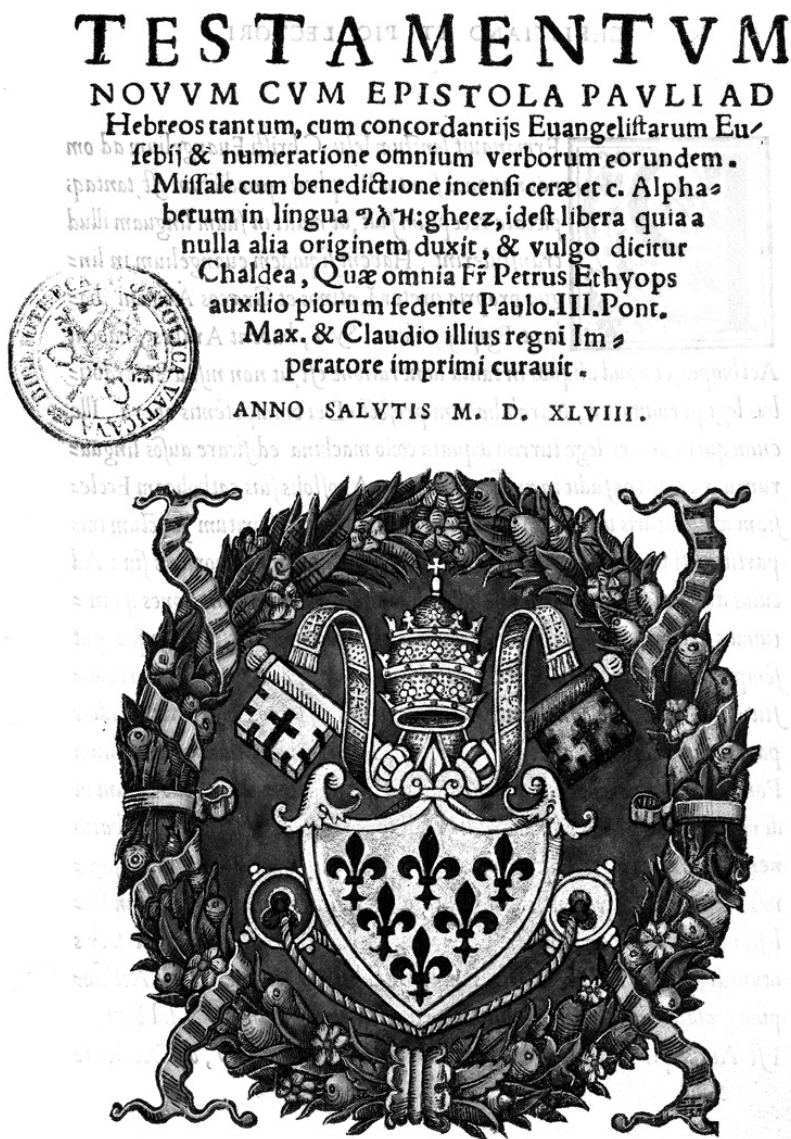 TESTAMENTVM
NOVVM CVM EPISTOLA PAVLI AD
Hebreos tantum, cum concordantijs Euangeliſtarum Eu⸗
ſebij & numeratione omnium verborum eorundem.
Miſſale cum benedictione incenſi ceræ et c. Alpha⸗
betum in lingua ግእዝ:gheez, ideſt libera quia a
nulla alia originem duxit, & vulgo dicitur
Chaldea, Quæ omnia Fr̃ Petrus Ethyops
auxilio piorum ſedente Paulo.III.Pont.
Max. & Claudio illius regni Im⸗
peratore imprimi curauit.
ANNO SALVTIS M. D. XLVIII.
BIBLIOTECA APOSTOLICA VATICANA